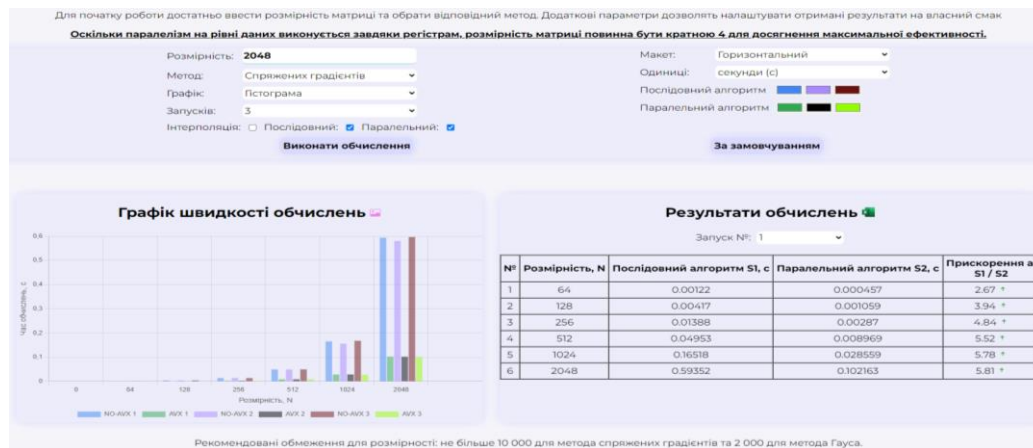 Для початку роботи достатньо ввести розмірність матриці та обрати відповідний метод. Додаткові параметри дозволять налаштувати отримані результати на власний смак
Оскільки паралелізм на рівні даних виконується завдяки регістрам, розмірність матриці повинна бути кратною 4 для досягнення максимальної ефективності.
Розмірність: 2048
Метод: Спряжених градієнтів
Графік: Гістограма
Запусків: 3
Інтерполяція: Послідовний: Паралельний:
Виконати обчислення
Макет: Горизонтальний
Одиниці: секунди (с)
Послідовний алгоритм
Паралельний алгоритм
За замовчуванням
Графік швидкості обчислень
Час обчислень, с
0,6
0,5
0,4
0,3
0,2
0,1
0
0 64 128 256 512 1024 2048
Розмірність, N
NO-AVX 1 AVX 1 NO-AVX 2 AVX 2 NO-AVX 3 AVX 3
Результати обчислень
Запуск №: 1
№ Розмірність, N Послідовний алгоритм S1, с Паралельний алгоритм S2, с Прискорення а S1 / S2
1 64 0.00122 0.000457 2.67 ↑
2 128 0.00417 0.001059 3.94 ↑
3 256 0.01388 0.00287 4.84 ↑
4 512 0.04953 0.008969 5.52 ↑
5 1024 0.16518 0.028559 5.78 ↑
6 2048 0.59352 0.102163 5.81 ↑
Рекомендовані обмеження для розмірності: не більше 10 000 для метода спряжених градієнтів та 2 000 для метода Гауса.